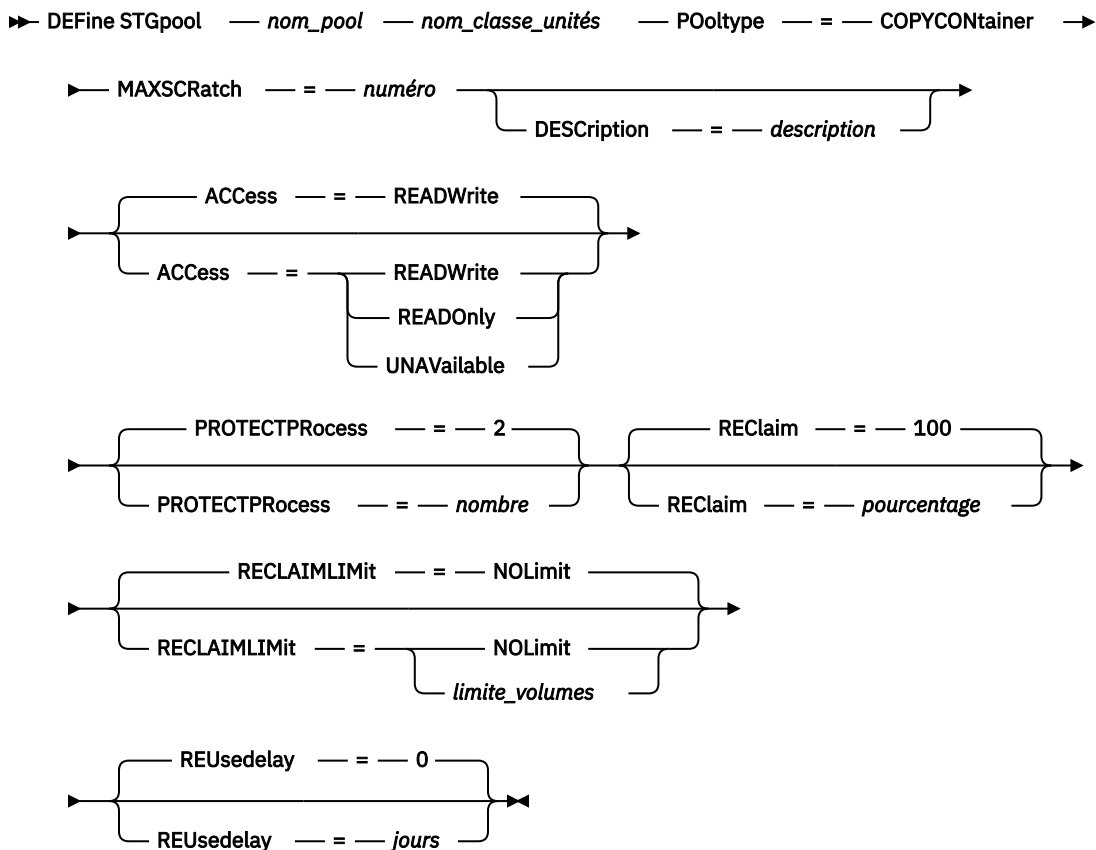 DEFine STGpool nom_pool nom_classe_unités POoltype = COPYCONtainer
MAXSCRatch = numéro
DESCription = description
ACCess = READWrite
ACCess = READWrite
READOnly
UNAVailable
PROTECTPRocess = 2 REClaim = 100
PROTECTPRocess = nombre REClaim = pourcentage
RECLAIMLIMit = NOLimit
RECLAIMLIMit = NOLimit
limite_volumes
REUsedelay = 0
REUsedelay = jours